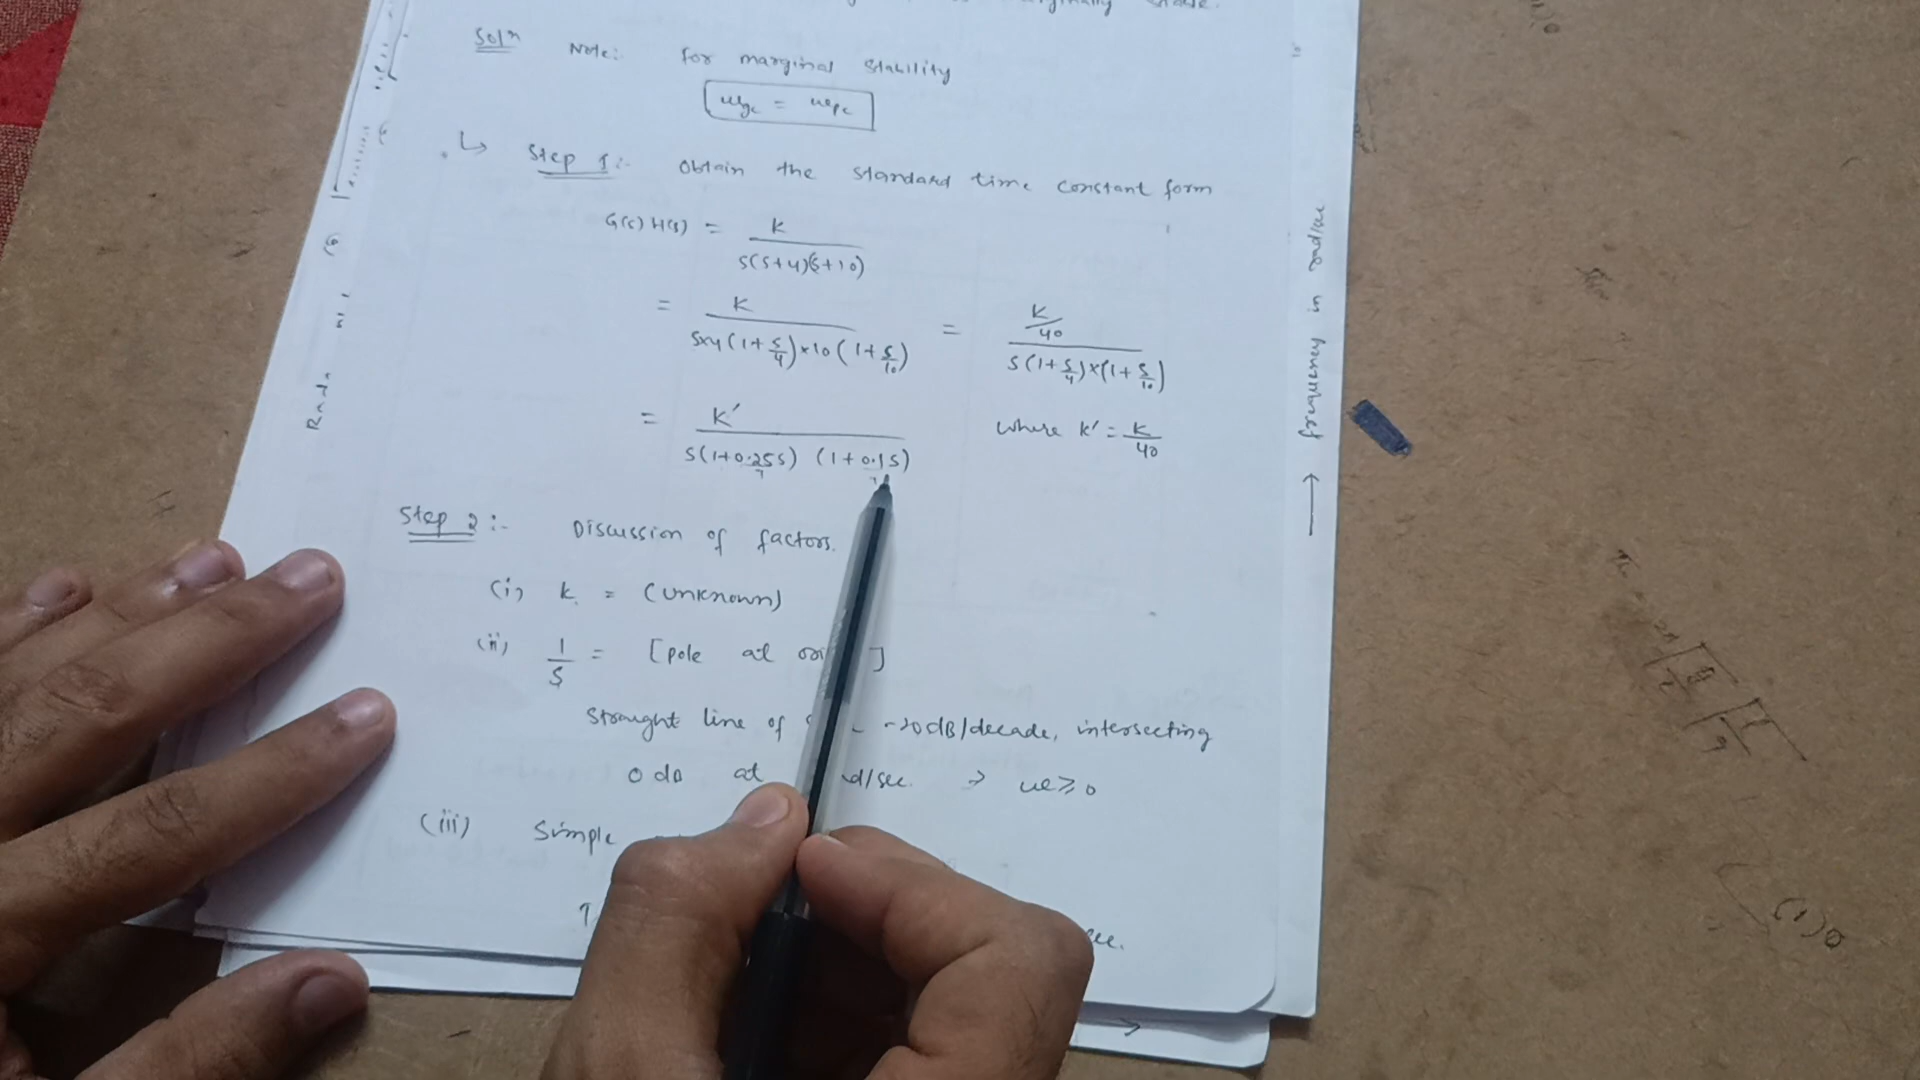 Solⁿ Note:- for marginal stability
ωgc = ωpc
↳ Step 1:- Obtain the standard time constant form
G(s) H(s) = K / s(s+4)(s+10)
= K / s×4(1+s/4)×10(1+s/10) = K/40 / s(1+s/4)×(1+s/10)
= K' / s(1+0.25s) (1+0.1s) where k' = K/40
Step 2:- Discussion of factors.
(i) k = (unknown)
(ii) 1/s = [pole at ]
straight line of -20dB/decade, intersecting
0 dB at /sec. → ω≥0
(iii) Simple
→ frequency in rad/sec
(1)0